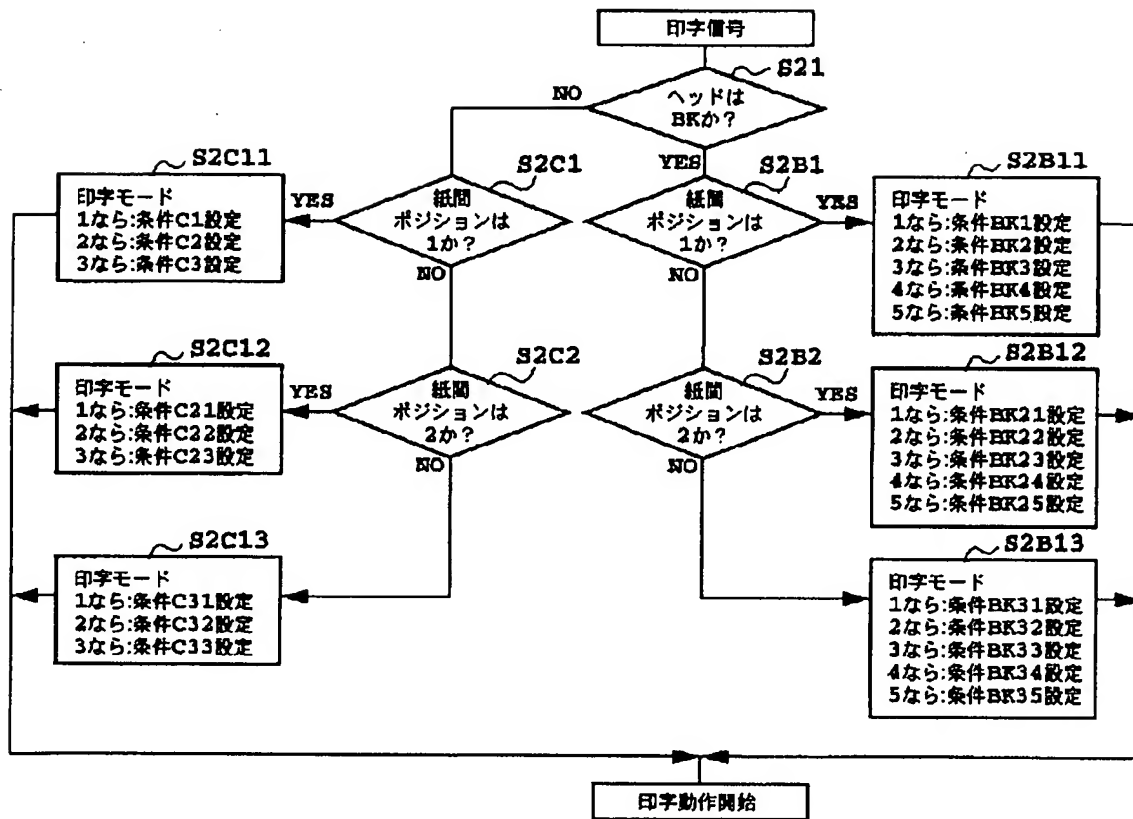 印字信号
S21
ヘッドは
BKか？
NO
YES
S2C11
S2C1
S2B1
S2B11
印字モード
1なら:条件C1設定
2なら:条件C2設定
3なら:条件C3設定
YES
紙間
ポジションは
1か？
NO
紙間
ポジションは
1か？
YES
NO
印字モード
1なら:条件BK1設定
2なら:条件BK2設定
3なら:条件BK3設定
4なら:条件BK4設定
5なら:条件BK5設定
S2C12
S2C2
S2B2
S2B12
印字モード
1なら:条件C21設定
2なら:条件C22設定
3なら:条件C23設定
YES
紙間
ポジションは
2か？
NO
紙間
ポジションは
2か？
YES
NO
印字モード
1なら:条件BK21設定
2なら:条件BK22設定
3なら:条件BK23設定
4なら:条件BK24設定
5なら:条件BK25設定
S2C13
S2B13
印字モード
1なら:条件C31設定
2なら:条件C32設定
3なら:条件C33設定
印字モード
1なら:条件BK31設定
2なら:条件BK32設定
3なら:条件BK33設定
4なら:条件BK34設定
5なら:条件BK35設定
印字動作開始